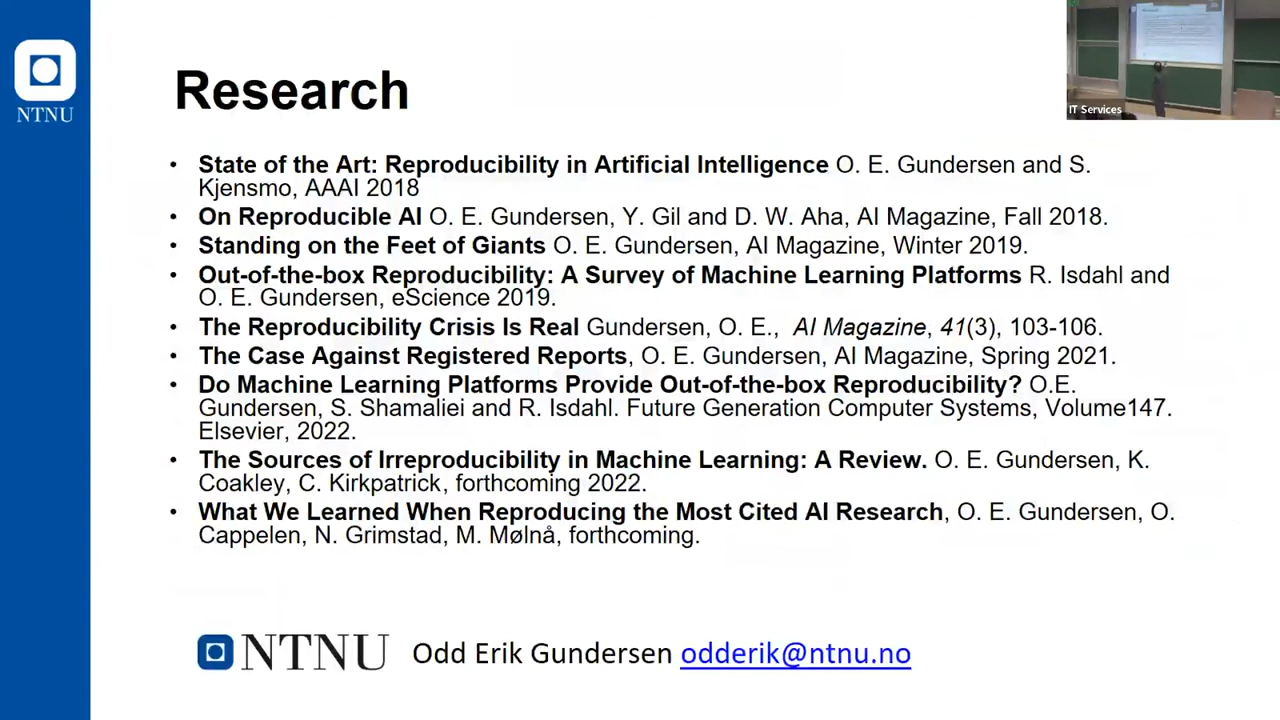 NTNU
Research
IT Services
• State of the Art: Reproducibility in Artificial Intelligence O. E. Gundersen and S.
Kjensmo, AAAI 2018
• On Reproducible AI O. E. Gundersen, Y. Gil and D. W. Aha, AI Magazine, Fall 2018.
• Standing on the Feet of Giants O. E. Gundersen, AI Magazine, Winter 2019.
• Out-of-the-box Reproducibility: A Survey of Machine Learning Platforms R. Isdahl and
O. E. Gundersen, eScience 2019.
• The Reproducibility Crisis Is Real Gundersen, O. E., AI Magazine, 41(3), 103-106.
• The Case Against Registered Reports, O. E. Gundersen, AI Magazine, Spring 2021.
• Do Machine Learning Platforms Provide Out-of-the-box Reproducibility? O.E.
Gundersen, S. Shamaliei and R. Isdahl. Future Generation Computer Systems, Volume147.
Elsevier, 2022.
• The Sources of Irreproducibility in Machine Learning: A Review. O. E. Gundersen, K.
Coakley, C. Kirkpatrick, forthcoming 2022.
• What We Learned When Reproducing the Most Cited AI Research, O. E. Gundersen, O.
Cappelen, N. Grimstad, M. Mølnå, forthcoming.
NTNU Odd Erik Gundersen odderik@ntnu.no